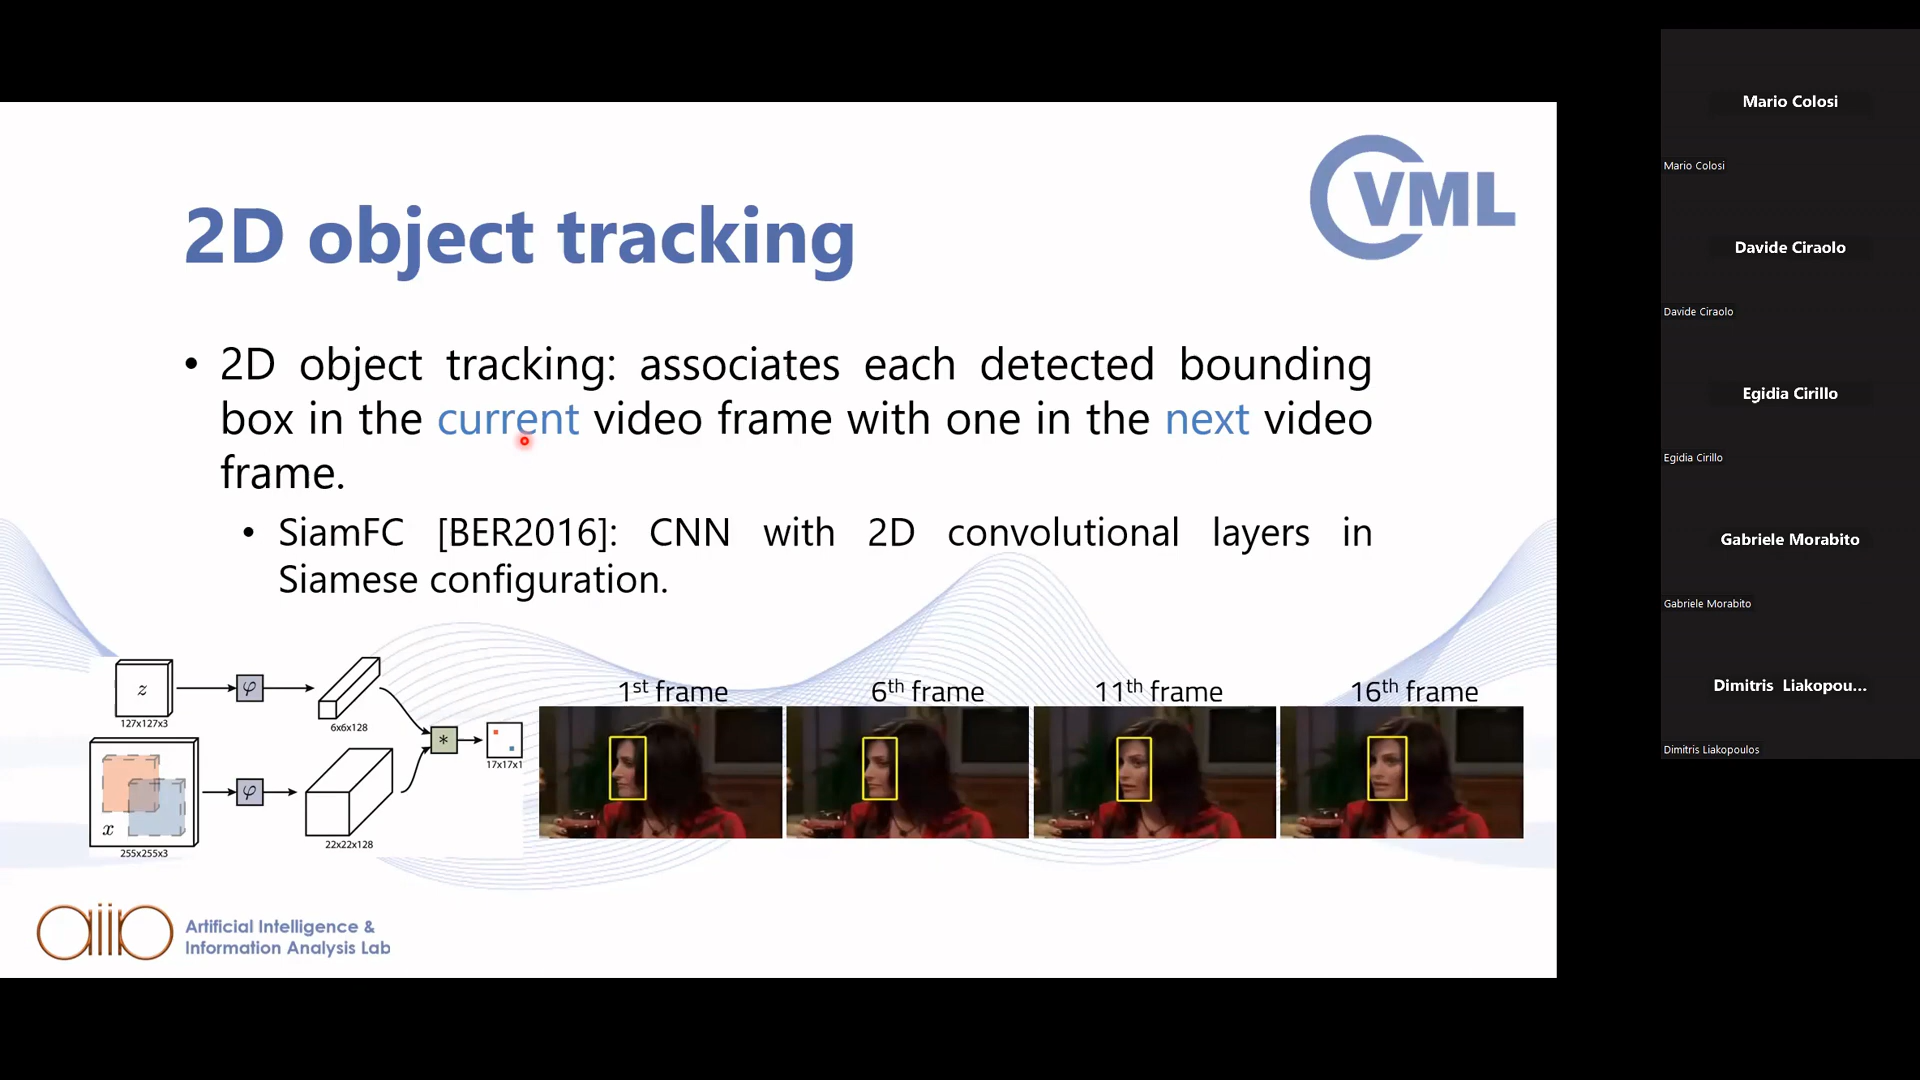 VML
2D object tracking
• 2D object tracking: associates each detected bounding
box in the current video frame with one in the next video
frame.
• SiamFC [BER2016]: CNN with 2D convolutional layers in
Siamese configuration.
z
127x127x3
φ
6x6x128
x
255x255x3
φ
22x22x128
*
17x17x1
1st frame
6th frame
11th frame
16th frame
aiia
Artificial Intelligence &
Information Analysis Lab
Mario Colosi
Mario Colosi
Davide Ciraolo
Davide Ciraolo
Egidia Cirillo
Egidia Cirillo
Gabriele Morabito
Gabriele Morabito
Dimitris Liakopou...
Dimitris Liakopoulos